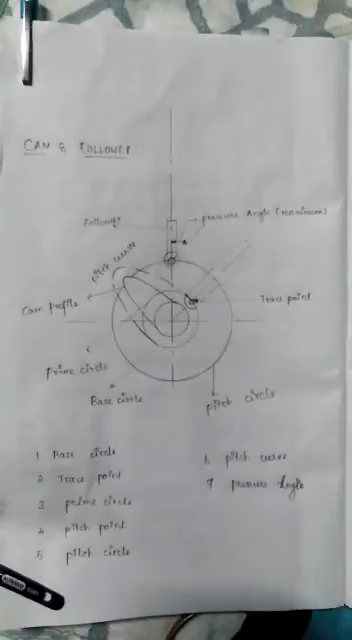 CAM & FOLLOWER
Follower
pressure Angle (Maximum)
pitch curve
Cam profile
Trace point
Prime circle
Base circle
pitch circle
1 Base circle
2 Trace point
3 prime circle
4 pitch point
5 pitch circle
6 pitch curve
7 pressure Angle